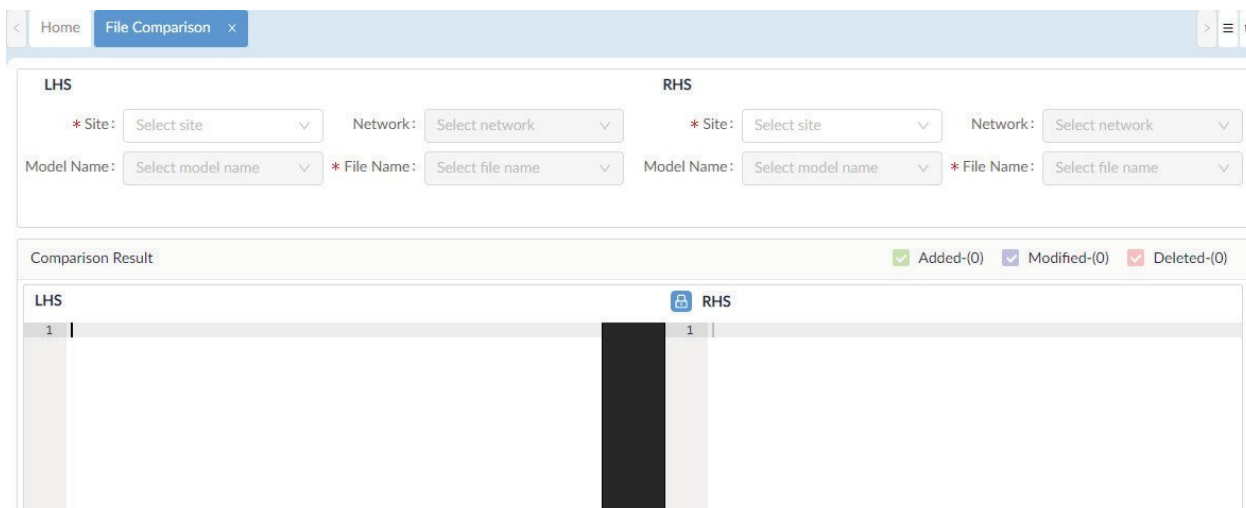 Home File Comparison x
LHS RHS
* Site: Select site Network: Select network * Site: Select site Network: Select network
Model Name: Select model name * File Name: Select file name Model Name: Select model name * File Name: Select file name
Comparison Result Added-(0) Modified-(0) Deleted-(0)
LHS RHS
1 1